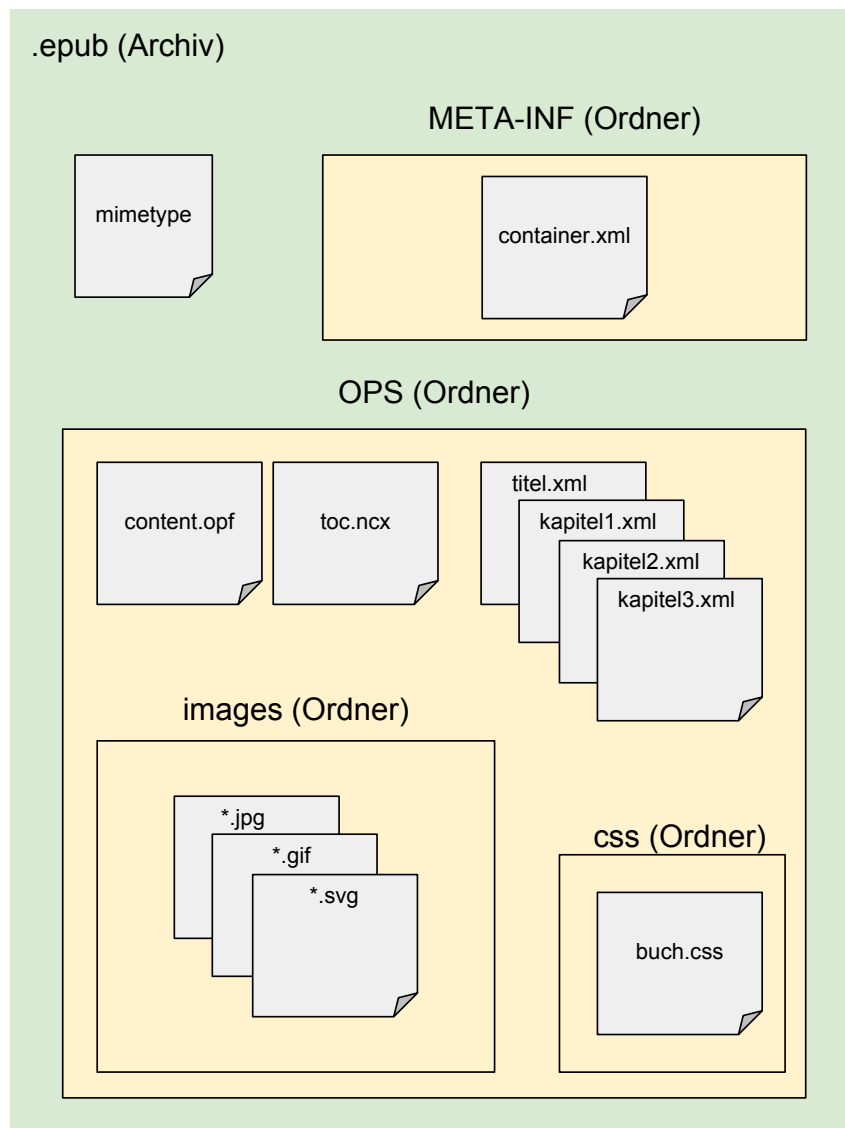 .epub (Archiv)
META-INF (Ordner)
mimetype
container.xml
OPS (Ordner)
content.opf
toc.ncx
titel.xml
kapitel1.xml
kapitel2.xml
kapitel3.xml
images (Ordner)
*.jpg
*.gif
*.svg
css (Ordner)
buch.css